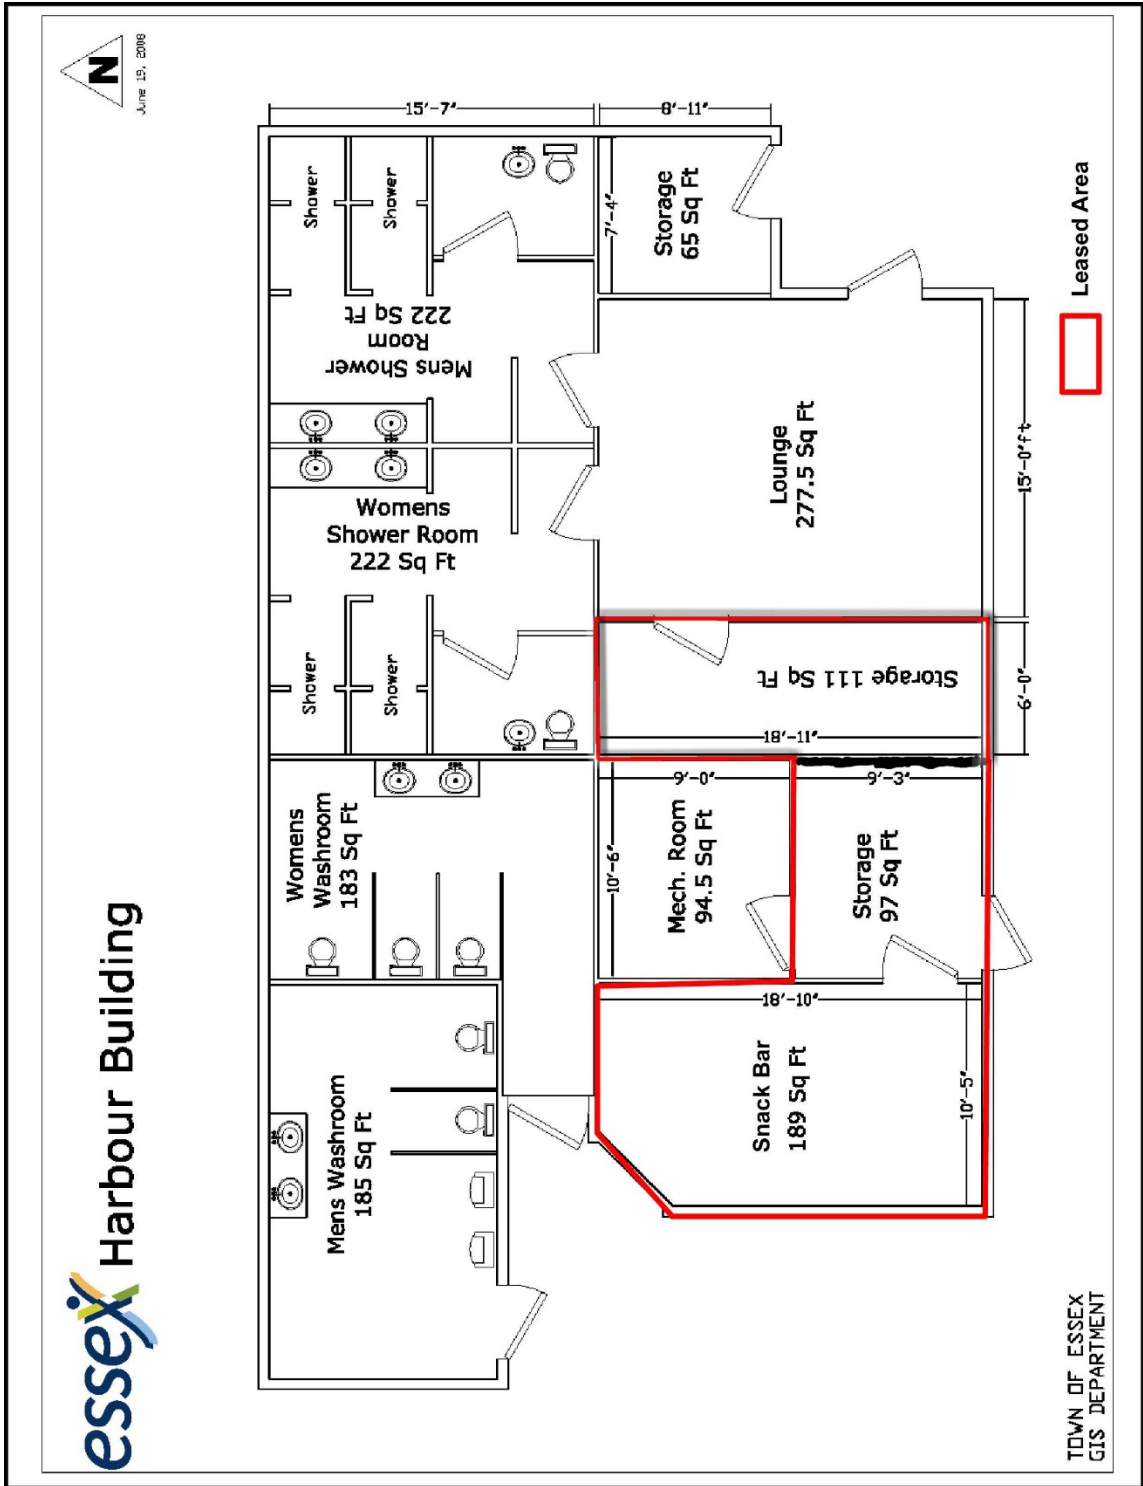 essex Harbour Building
N
June 19, 2008
15'-7"
8'-11"
Shower
Shower
Mens Shower
Room
222 Sq Ft
7'-4"
Storage
65 Sq Ft
Womens
Shower Room
222 Sq Ft
Shower
Shower
Lounge
277.5 Sq Ft
15'-0"ft
Storage 111 Sq Ft
18'-11"
6'-0"
Womens
Washroom
183 Sq Ft
10'-6"
9'-0"
Mech. Room
94.5 Sq Ft
9'-3"
Storage
97 Sq Ft
Mens Washroom
185 Sq Ft
18'-10"
Snack Bar
189 Sq Ft
10'-5"
Leased Area
TOWN OF ESSEX
GIS DEPARTMENT